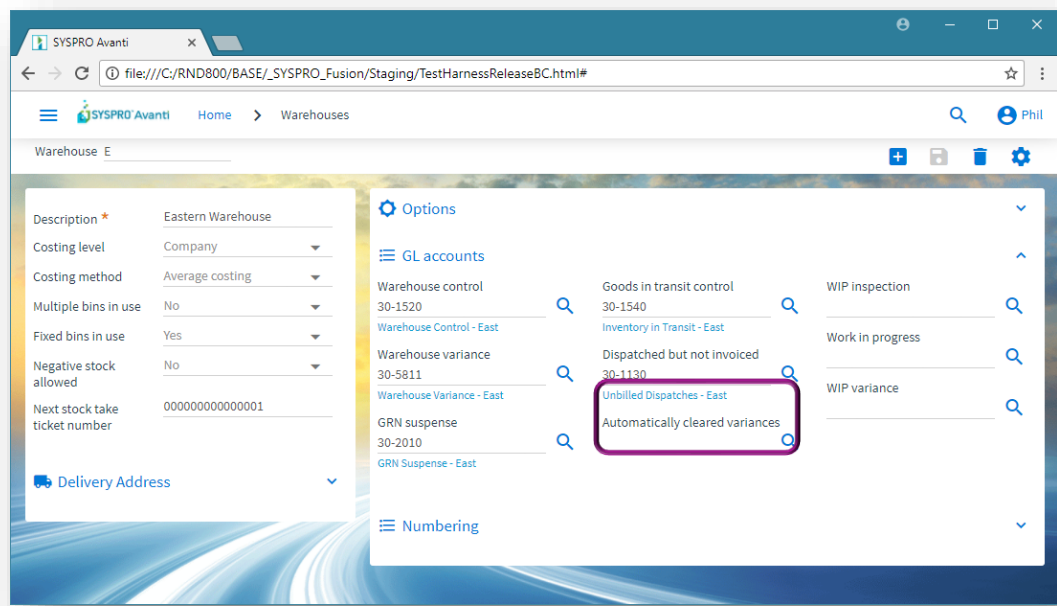 SYSPRO Avanti
file:///C:/RND800/BASE/_SYSPRO_Fusion/Staging/TestHarnessReleaseBC.html#
SYSPRO Avanti Home > Warehouses Phil
Warehouse E
Description * Eastern Warehouse
Costing level Company
Costing method Average costing
Multiple bins in use No
Fixed bins in use Yes
Negative stock allowed No
Next stock take ticket number 000000000000001
Delivery Address
Options
GL accounts
Warehouse control
30-1520
Warehouse Control - East
Warehouse variance
30-5811
Warehouse Variance - East
GRN suspense
30-2010
GRN Suspense - East
Goods in transit control
30-1540
Inventory in Transit - East
Dispatched but not invoiced
30-1130
Unbilled Dispatches - East
Automatically cleared variances
WIP inspection
Work in progress
WIP variance
Numbering